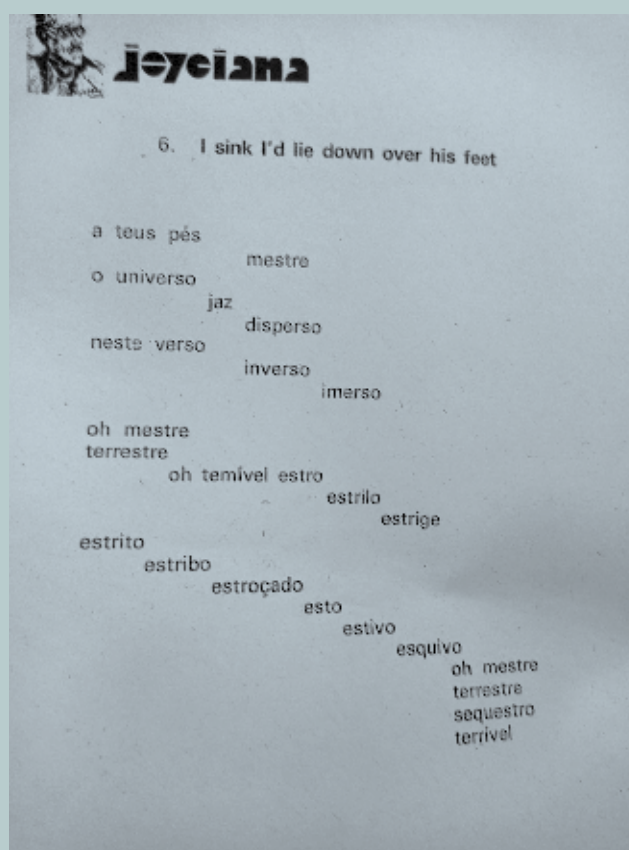 joyciana
6. I sink I'd lie down over his feet
a teus pés
mestre
o universo
jaz
disperso
neste verso
inverso
imerso
oh mestre
terrestre
oh temível estro
estrilo
estrige
estrito
estribo
estroçado
esto
estivo
esquivo
oh mestre
terrestre
sequestro
terrivel